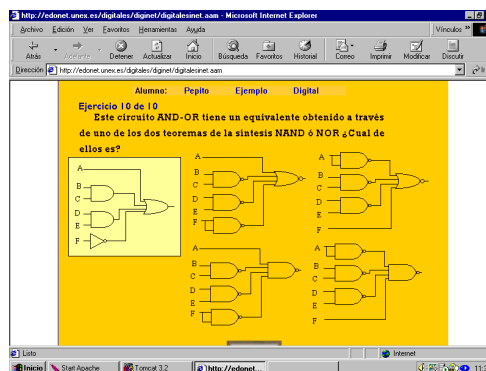 http://edonet.unex.es/digitales/diginet/digitalesinet.aam - Microsoft Internet Explorer
Archivo Edición Ver Favoritos Herramientas Ayuda
Vínculos »
Atrás Adelante Detener Actualizar Inicio Búsqueda Favoritos Historial Correo Imprimir Modificar Discutir
Dirección http://edonet.unex.es/digitales/diginet/digitalesinet.aam
Alumno: Pepito Ejemplo Digital
Ejercicio 10 de 10
Este circuito AND-OR tiene un equivalente obtenido a través
de uno de los dos teoremas de la síntesis NAND ó NOR ¿Cual de
ellos es?
A
B
C
D
E
F
A
B
C
D
E
F
A
B
C
D
E
F
A
B
C
D
E
F
A
B
C
D
E
F
Listo
Internet
Inicio Start Apache Tomcat 3.2 http://edonet...